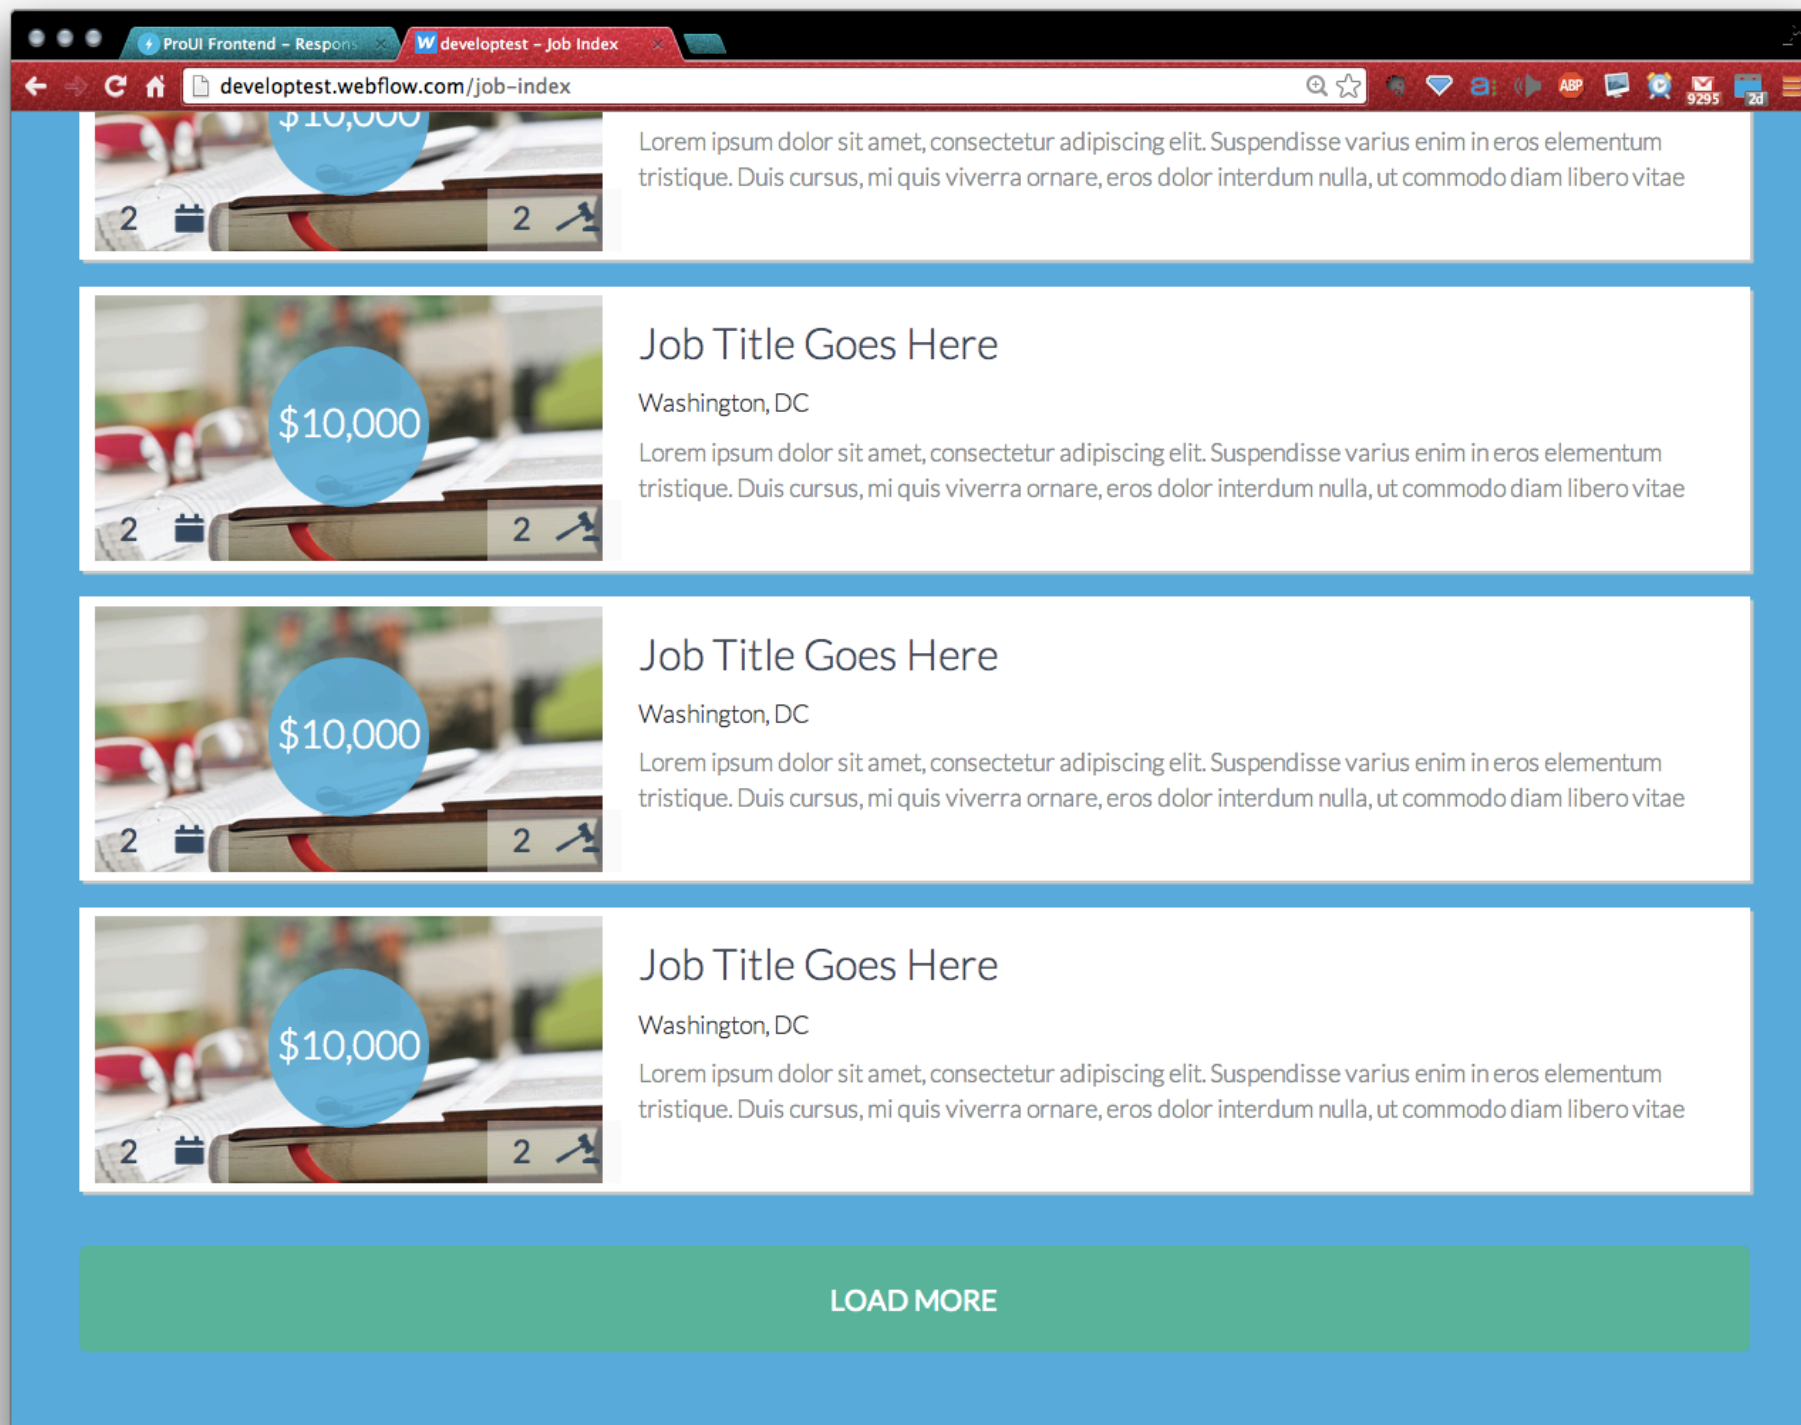 ProUI Frontend – Respons
developtest – Job Index
developtest.webflow.com/job-index
a:
ABP
9295
2d
$10,000
Lorem ipsum dolor sit amet, consectetur adipiscing elit. Suspendisse varius enim in eros elementum
tristique. Duis cursus, mi quis viverra ornare, eros dolor interdum nulla, ut commodo diam libero vitae
2
2
Job Title Goes Here
Washington, DC
$10,000
Lorem ipsum dolor sit amet, consectetur adipiscing elit. Suspendisse varius enim in eros elementum
tristique. Duis cursus, mi quis viverra ornare, eros dolor interdum nulla, ut commodo diam libero vitae
2
2
Job Title Goes Here
Washington, DC
$10,000
Lorem ipsum dolor sit amet, consectetur adipiscing elit. Suspendisse varius enim in eros elementum
tristique. Duis cursus, mi quis viverra ornare, eros dolor interdum nulla, ut commodo diam libero vitae
2
2
Job Title Goes Here
Washington, DC
$10,000
Lorem ipsum dolor sit amet, consectetur adipiscing elit. Suspendisse varius enim in eros elementum
tristique. Duis cursus, mi quis viverra ornare, eros dolor interdum nulla, ut commodo diam libero vitae
2
2
LOAD MORE